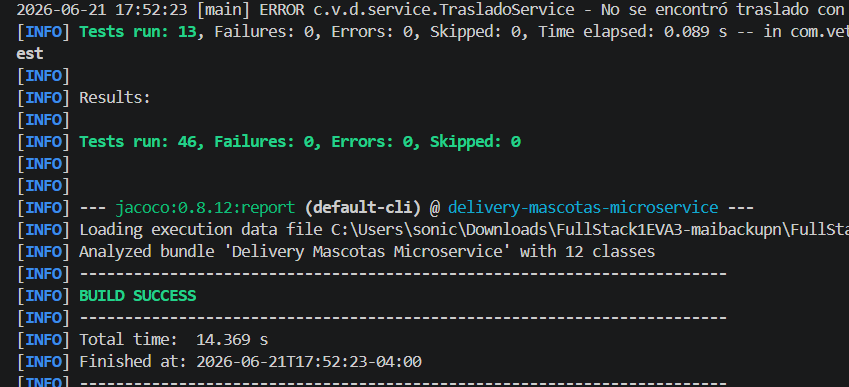 2026-06-21 17:52:23 [main] ERROR c.v.d.service.TrasladoService - No se encontró traslado con
[INFO] Tests run: 13, Failures: 0, Errors: 0, Skipped: 0, Time elapsed: 0.089 s -- in com.vet
est
[INFO]
[INFO] Results:
[INFO]
[INFO] Tests run: 46, Failures: 0, Errors: 0, Skipped: 0
[INFO]
[INFO]
[INFO] --- jacoco:0.8.12:report (default-cli) @ delivery-mascotas-microservice ---
[INFO] Loading execution data file C:\Users\sonic\Downloads\FullStack1EVA3-maibackupn\FullSta
[INFO] Analyzed bundle 'Delivery Mascotas Microservice' with 12 classes
[INFO] ------------------------------------------------------------------------
[INFO] BUILD SUCCESS
[INFO] ------------------------------------------------------------------------
[INFO] Total time:  14.369 s
[INFO] Finished at: 2026-06-21T17:52:23-04:00
[INFO] ------------------------------------------------------------------------